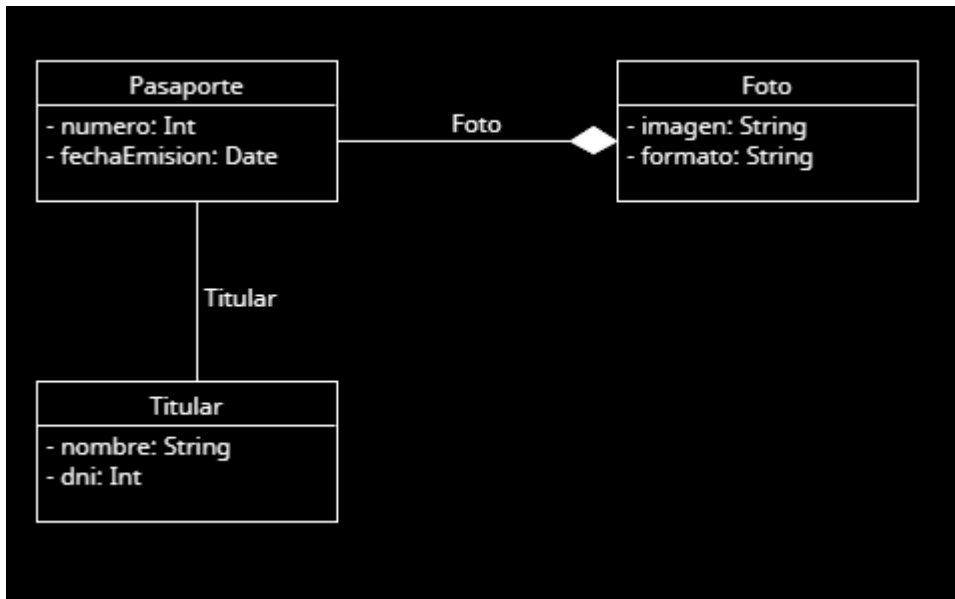 Pasaporte
- numero: Int
- fechaEmision: Date
Foto
Foto
- imagen: String
- formato: String
Titular
Titular
- nombre: String
- dni: Int